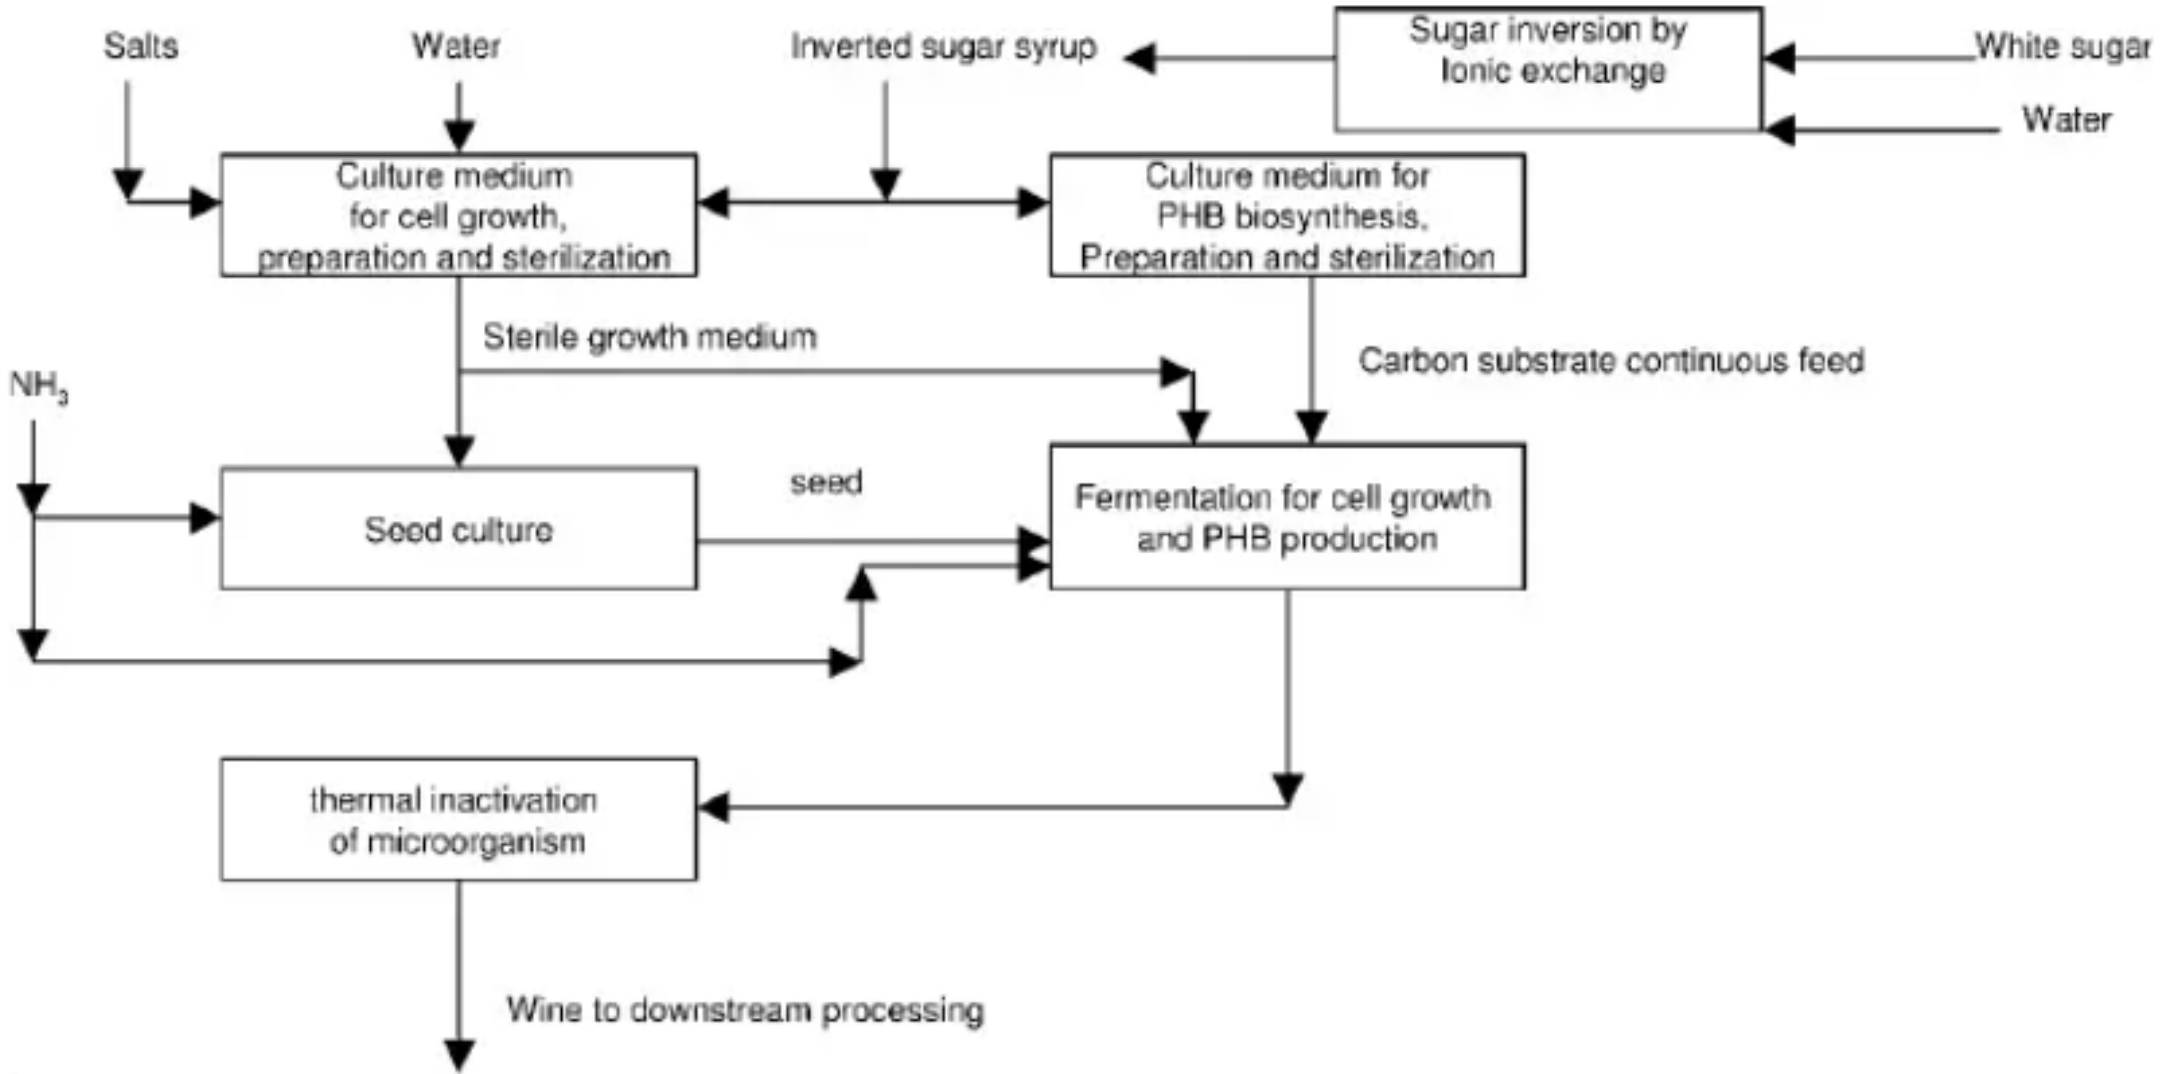 Salts
Water
Inverted sugar syrup
Sugar inversion by
Ionic exchange
White sugar
Water
Culture medium
for cell growth,
preparation and sterilization
Culture medium for
PHB biosynthesis,
Preparation and sterilization
Sterile growth medium
Carbon substrate continuous feed
NH₃
Seed culture
seed
Fermentation for cell growth
and PHB production
thermal inactivation
of microorganism
Wine to downstream processing